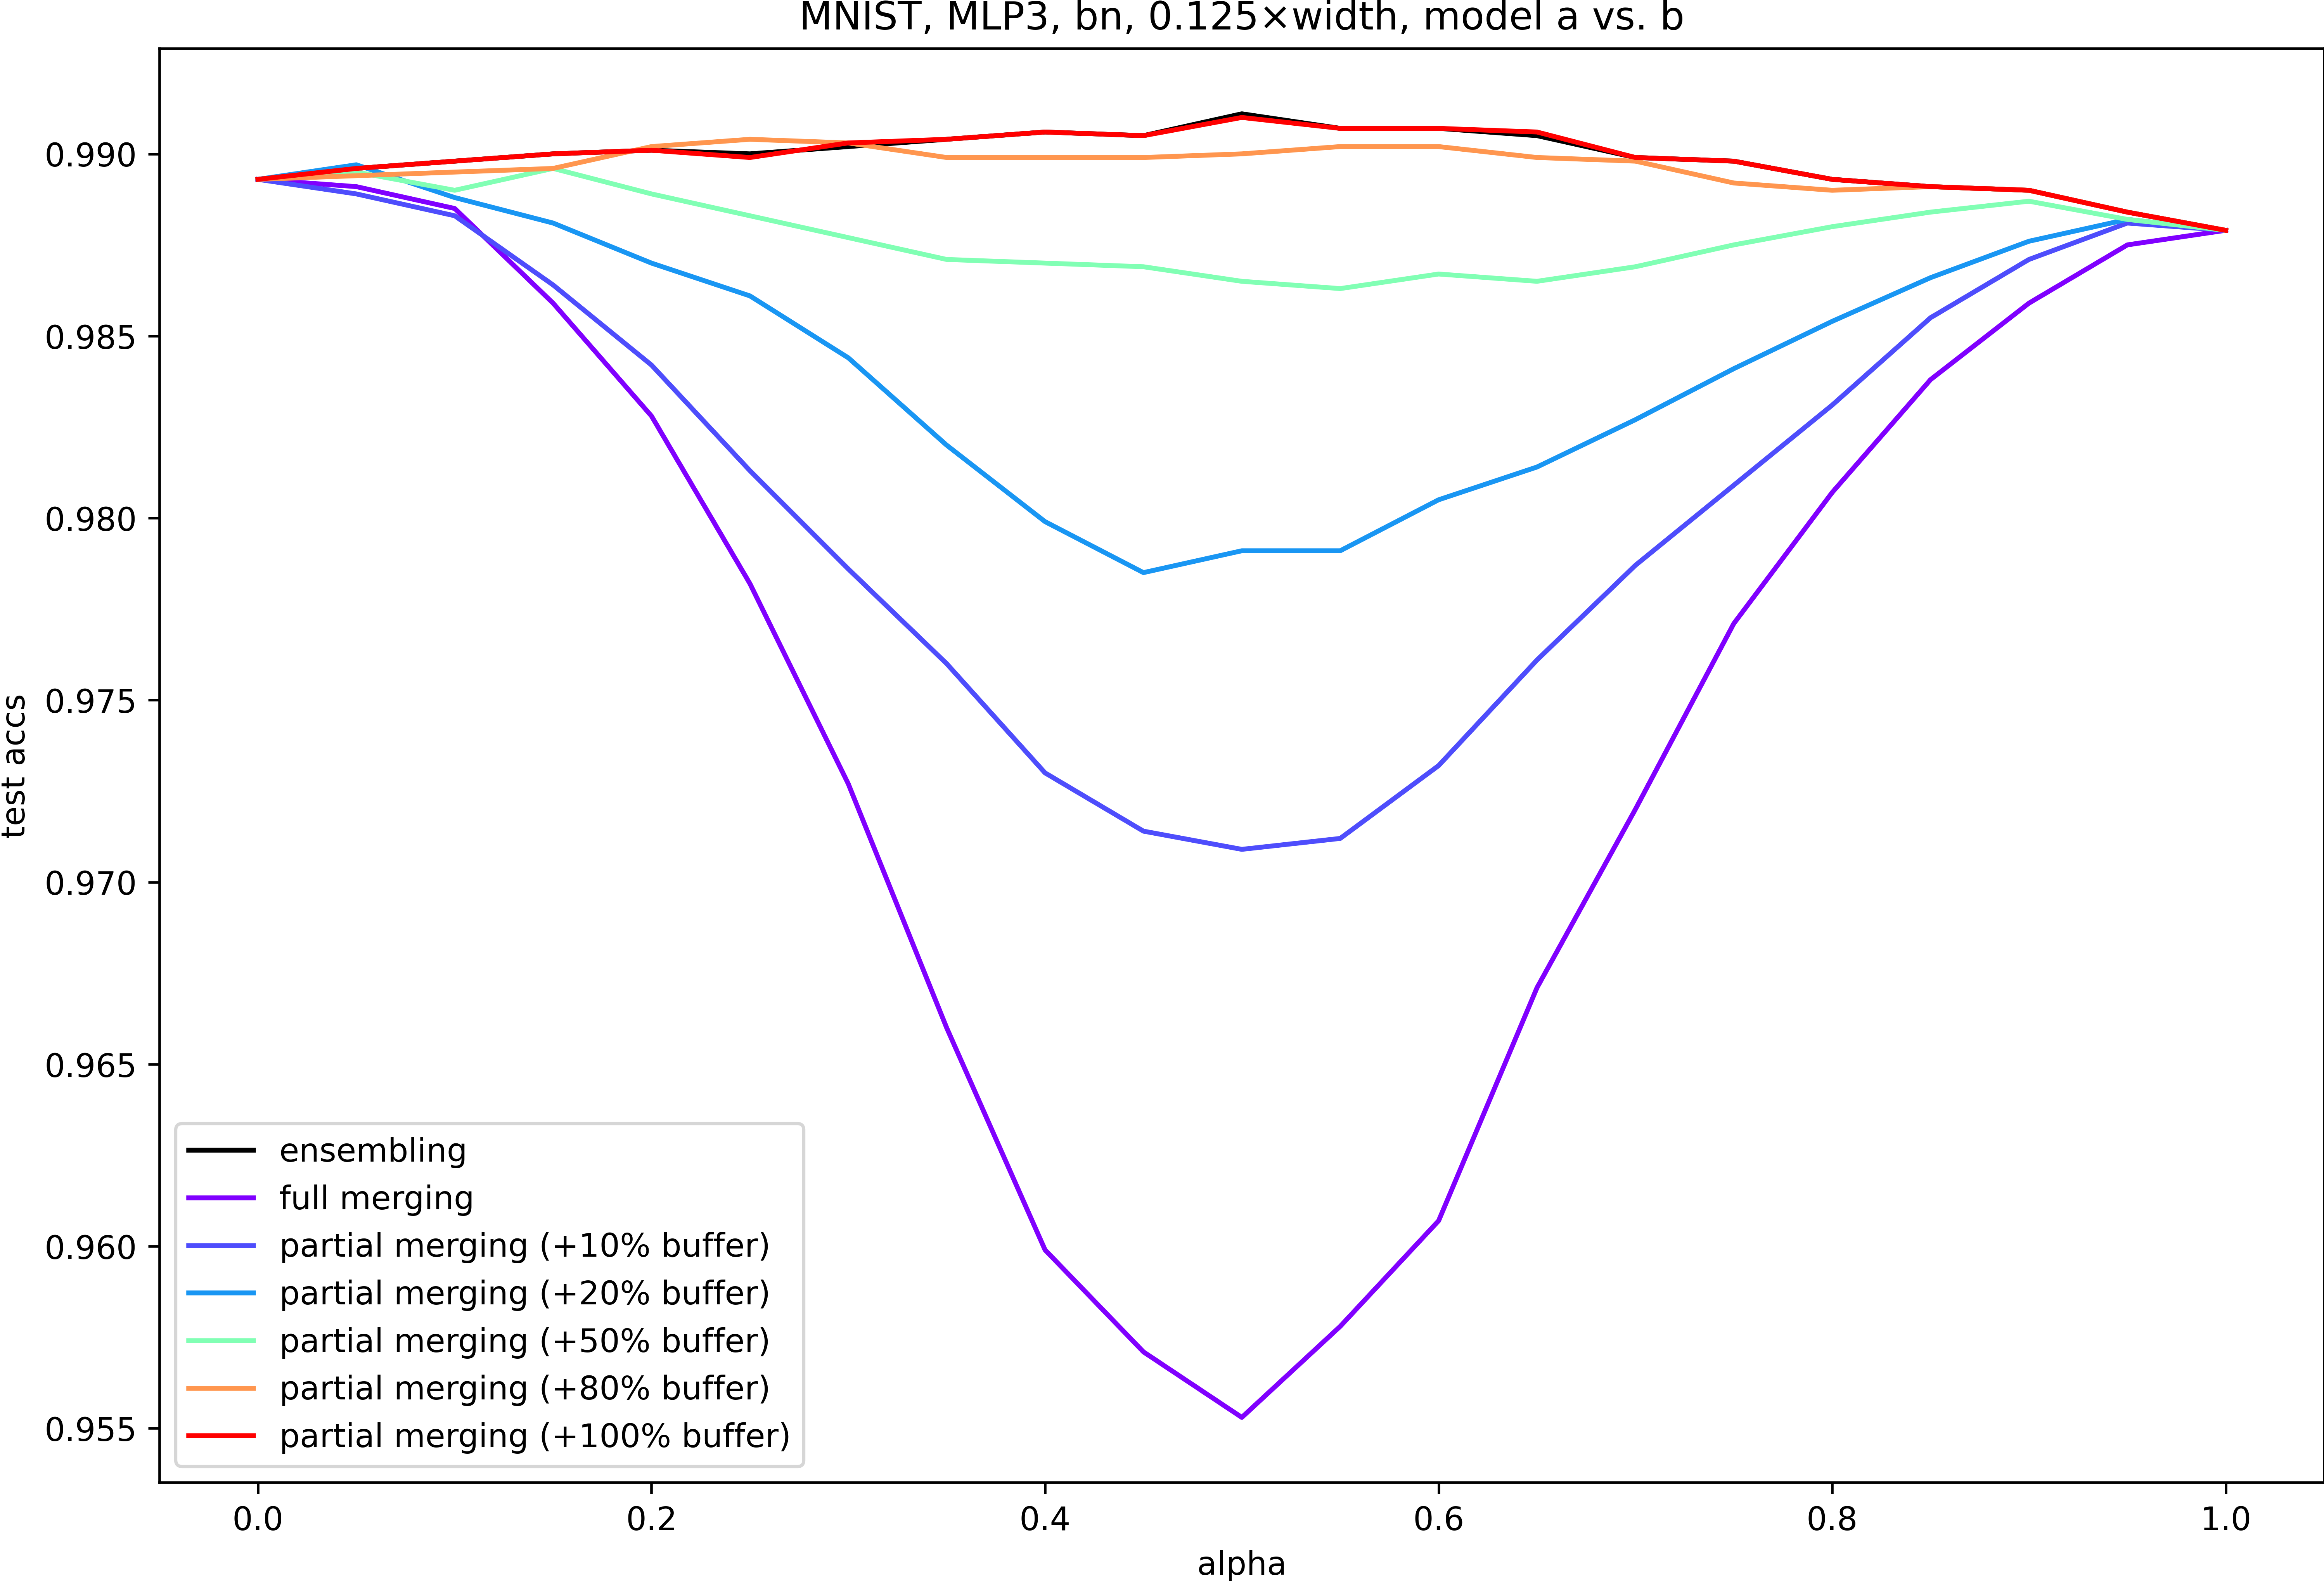 MNIST, MLP3, bn, 0.125×width, model a vs. b
0.990
0.985
0.980
0.975
0.970
0.965
0.960
0.955
test accs
ensembling
full merging
partial merging (+10% buffer)
partial merging (+20% buffer)
partial merging (+50% buffer)
partial merging (+80% buffer)
partial merging (+100% buffer)
0.0 0.2 0.4 0.6 0.8 1.0
alpha